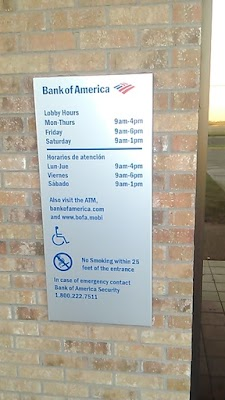 Bank of America
Lobby Hours
Mon-Thurs 9am-4pm
Friday 9am-6pm
Saturday 9am-1pm
Horarios de atención
Lun-Jue 9am-4pm
Viernes 9am-6pm
Sábado 9am-1pm
Also visit the ATM,
bankofamerica.com
and www.bofa.mobi
No Smoking within 25
feet of the entrance
In case of emergency contact
Bank of America Security
1.800.222.7511